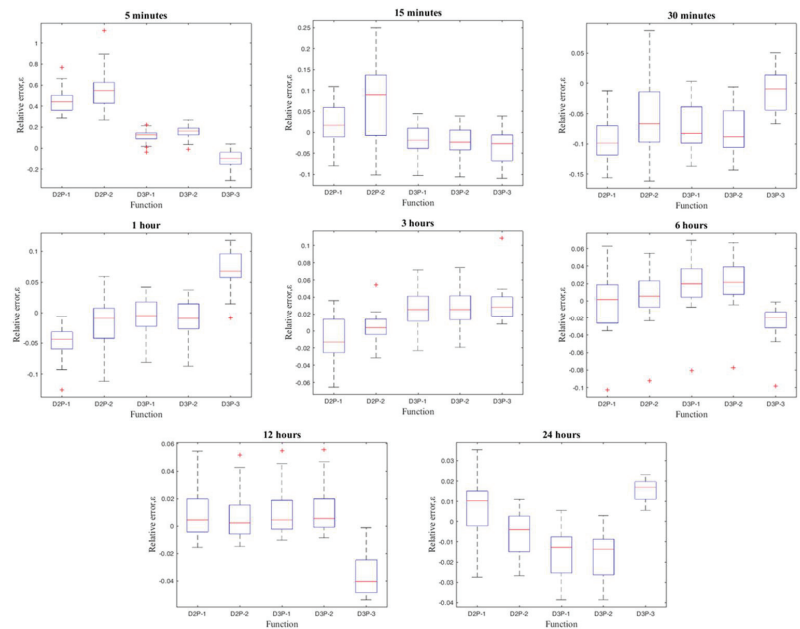 5 minutes
Relative error,ε
1
0.8
0.6
0.4
0.2
0
-0.2
D2P-1 D2P-2 D3P-1 D3P-2 D3P-3
Function
15 minutes
Relative error,ε
0.25
0.2
0.15
0.1
0.05
0
0.05
0.1
D2P-1 D2P-2 D3P-1 D3P-2 D3P-3
Function
30 minutes
Relative error,ε
0.05
0
-0.05
-0.1
-0.15
D2P-1 D2P-2 D3P-1 D3P-2 D3P-3
Function
1 hour
Relative error,ε
0.1
0.05
0
-0.05
-0.1
D2P-1 D2P-2 D3P-1 D3P-2 D3P-3
Function
3 hours
Relative error,ε
0.1
0.08
0.06
0.04
0.02
0
-0.02
-0.04
-0.06
D2P-1 D2P-2 D3P-1 D3P-2 D3P-3
Function
6 hours
Relative error,ε
0.06
0.04
0.02
0
-0.02
-0.04
-0.06
-0.08
-0.1
D2P-1 D2P-2 D3P-1 D3P-2 D3P-3
Function
12 hours
Relative error,ε
0.06
0.04
0.02
0
-0.04
D2P-1 D2P-2 D3P-1 D3P-2 D3P-3
Function
24 hours
Relative error,ε
0.03
0.02
0.01
0
-0.01
-0.02
-0.03
-0.04
D2P-1 D2P-2 D3P-1 D3P-2 D3P-3
Function